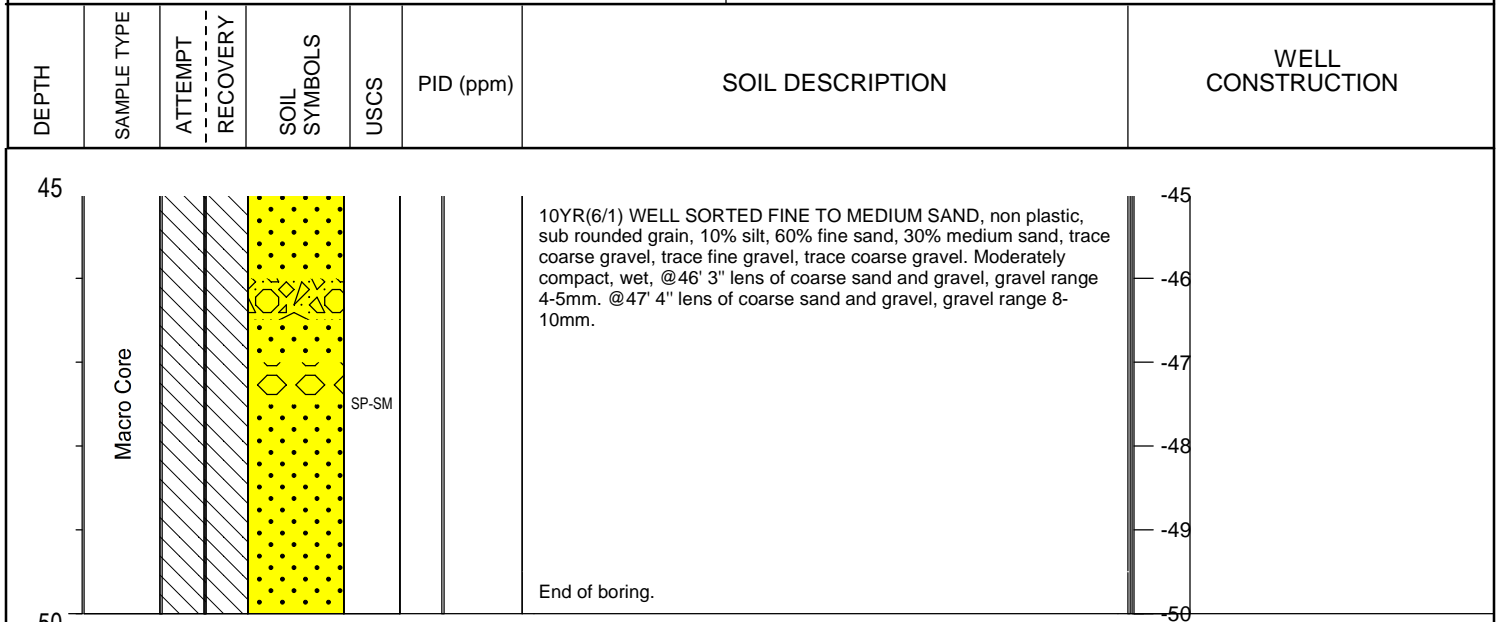 DEPTH
SAMPLE TYPE
ATTEMPT
RECOVERY
SOIL
SYMBOLS
USCS
PID (ppm)
SOIL DESCRIPTION
WELL
CONSTRUCTION
45
Macro Core
SP-SM
10YR(6/1) WELL SORTED FINE TO MEDIUM SAND, non plastic,
sub rounded grain, 10% silt, 60% fine sand, 30% medium sand, trace
coarse gravel, trace fine gravel, trace coarse gravel. Moderately
compact, wet, @46' 3" lens of coarse sand and gravel, gravel range
4-5mm. @47' 4" lens of coarse sand and gravel, gravel range 8-
10mm.
End of boring.
-45
-46
-47
-48
-49
-50
50